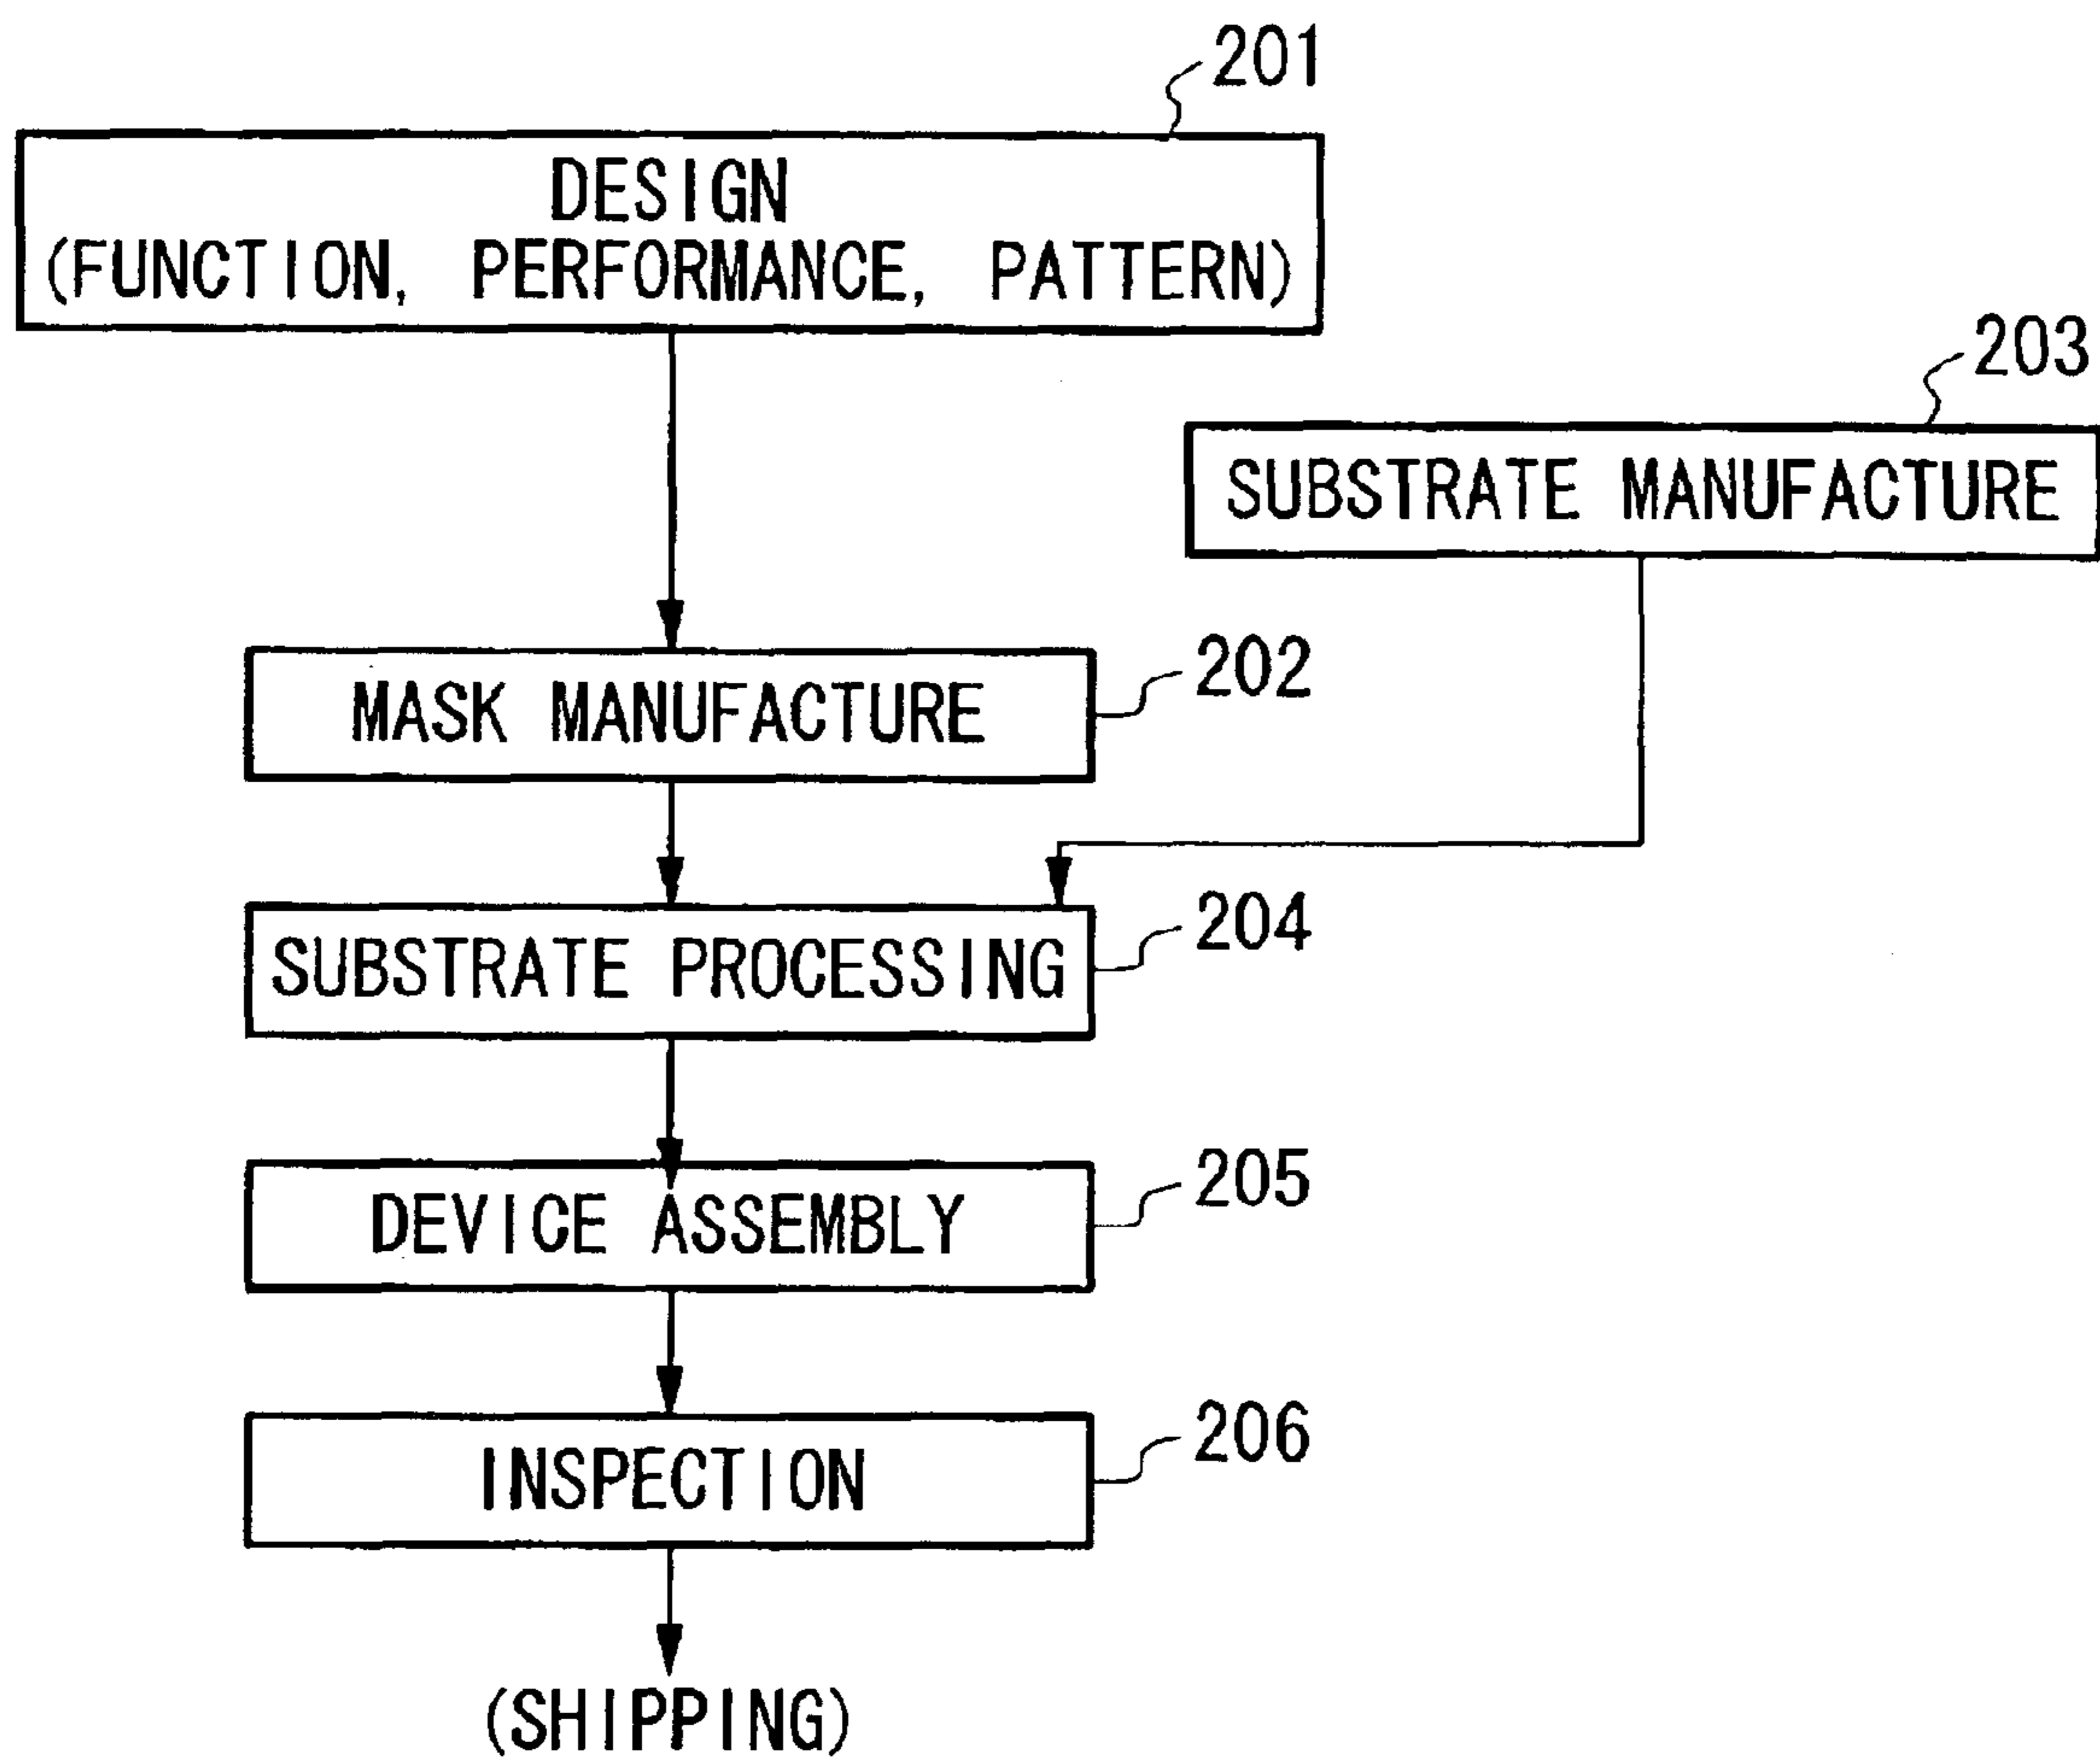 201
DESIGN
(FUNCTION, PERFORMANCE, PATTERN)
203
SUBSTRATE MANUFACTURE
202
MASK MANUFACTURE
204
SUBSTRATE PROCESSING
205
DEVICE ASSEMBLY
206
INSPECTION
(SHIPPING)